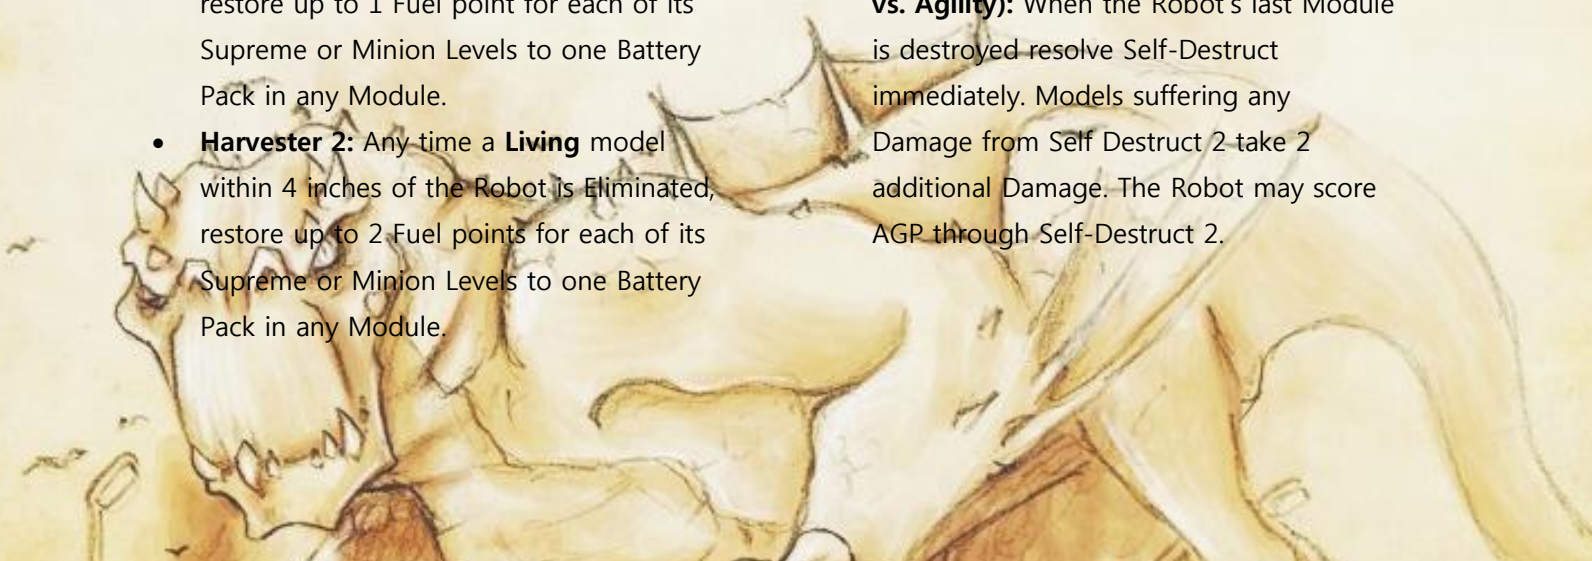 restore up to 1 Fuel point for each of its
Supreme or Minion Levels to one Battery
Pack in any Module.
• Harvester 2: Any time a Living model
within 4 inches of the Robot is Eliminated,
restore up to 2 Fuel points for each of its
Supreme or Minion Levels to one Battery
Pack in any Module.
vs. Agility): When the Robot's last Module
is destroyed resolve Self-Destruct
immediately. Models suffering any
Damage from Self Destruct 2 take 2
additional Damage. The Robot may score
AGP through Self-Destruct 2.